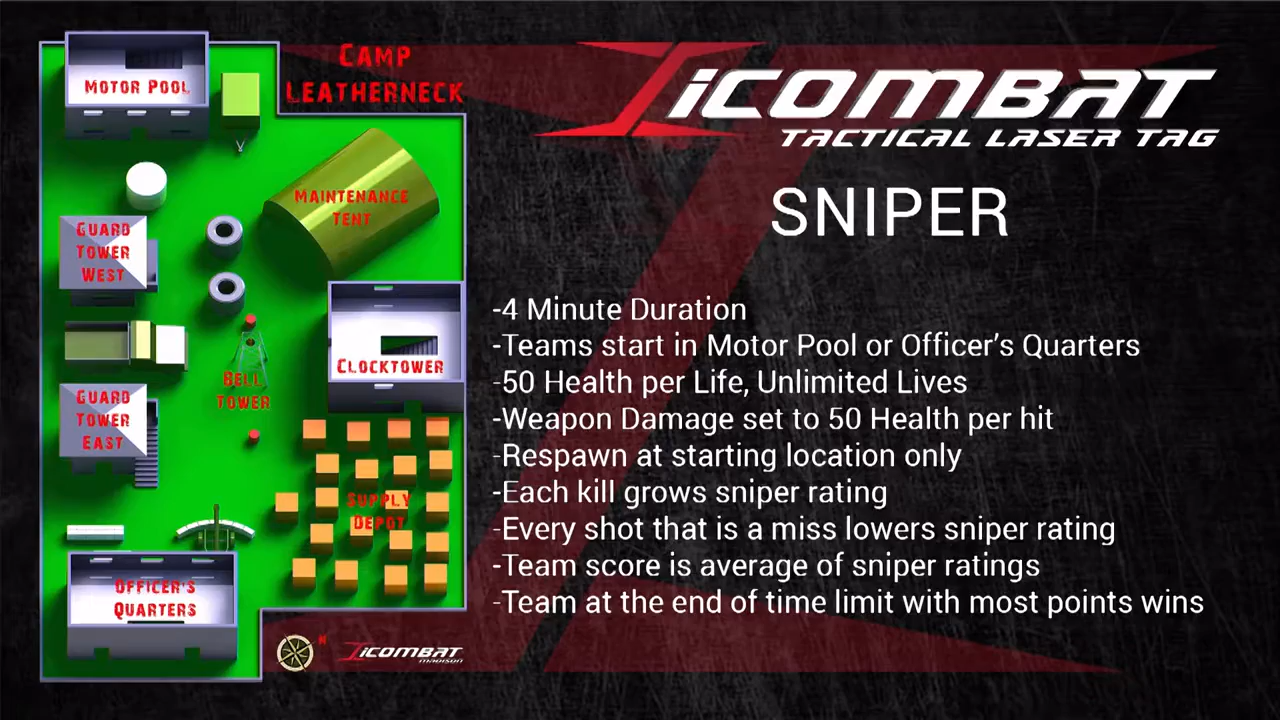 CAMP
LEATHERNECK
MOTOR POOL
MAINTENANCE
TENT
GUARD
TOWER
WEST
CLOCKTOWER
BELL
TOWER
GUARD
TOWER
EAST
SUPPLY
DEPOT
OFFICER'S
QUARTERS
N
iCOMBAT
MADISON
iCOMBAT
TACTICAL LASER TAG
SNIPER
-4 Minute Duration
-Teams start in Motor Pool or Officer's Quarters
-50 Health per Life, Unlimited Lives
-Weapon Damage set to 50 Health per hit
-Respawn at starting location only
-Each kill grows sniper rating
-Every shot that is a miss lowers sniper rating
-Team score is average of sniper ratings
-Team at the end of time limit with most points wins